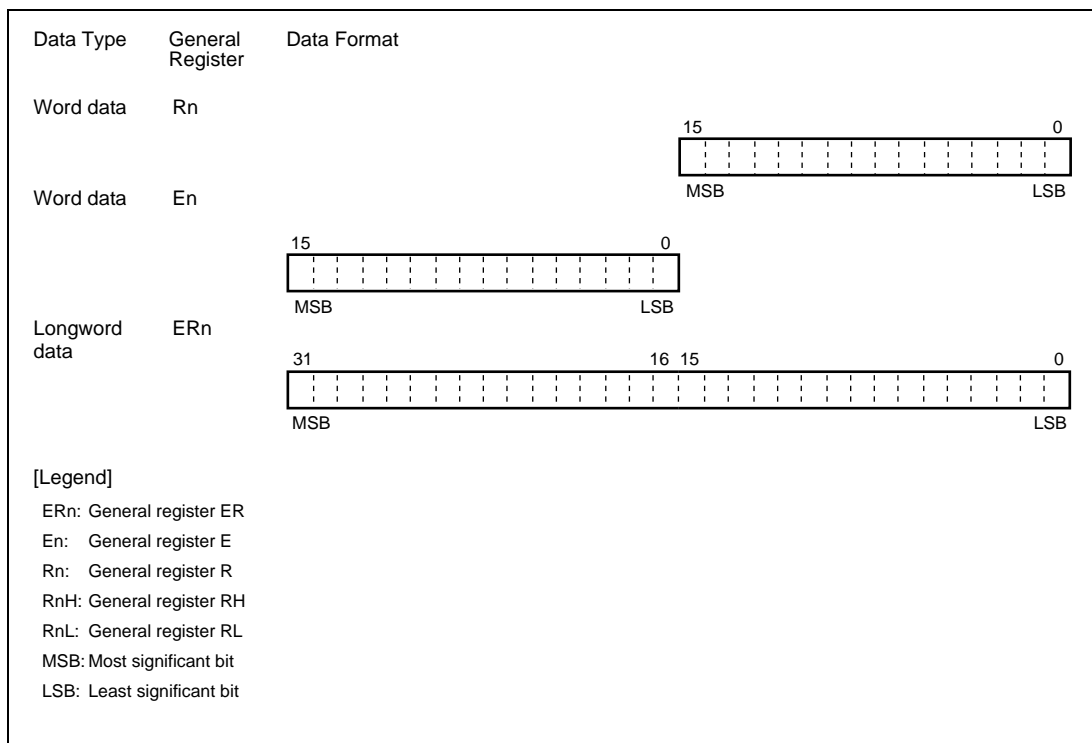 Data Type General Register Data Format
Word data Rn
15 0
MSB LSB
Word data En
15 0
MSB LSB
Longword data ERn
31 16 15 0
MSB LSB
[Legend]
ERn: General register ER
En: General register E
Rn: General register R
RnH: General register RH
RnL: General register RL
MSB: Most significant bit
LSB: Least significant bit